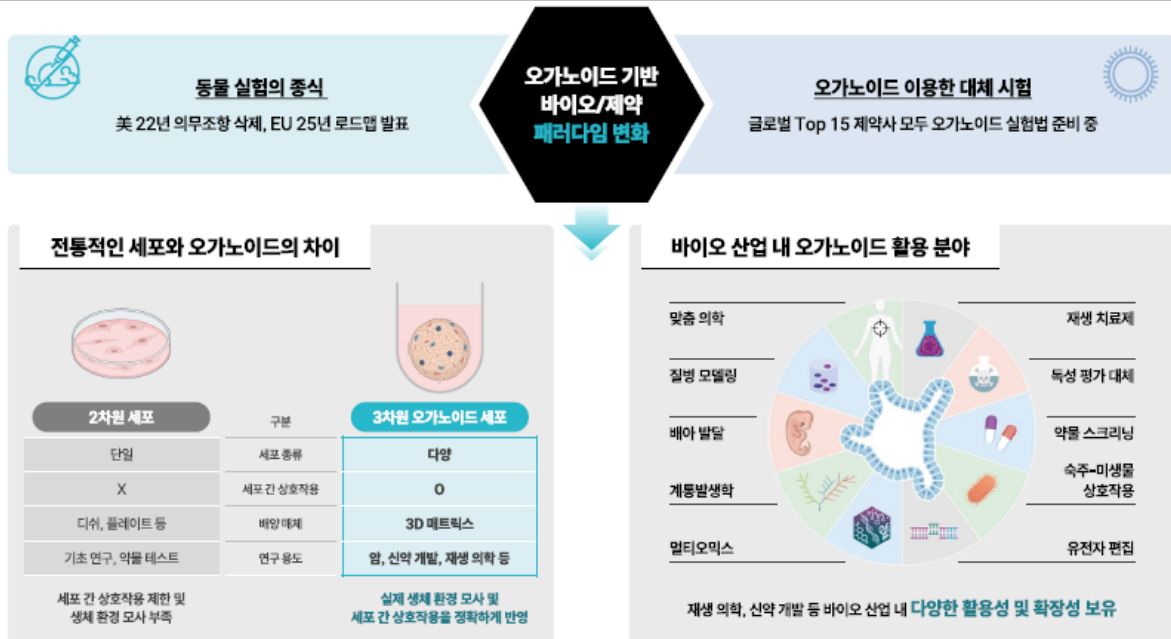 동물 실험의 종식
美 22년 의무조항 삭제, EU 25년 로드맵 발표
오가노이드 기반
바이오/제약
패러다임 변화
오가노이드 이용한 대체 시험
글로벌 Top 15 제약사 모두 오가노이드 실험법 준비 중
전통적인 세포와 오가노이드의 차이
2차원 세포
구분
3차원 오가노이드 세포
단일
세포 종류
다양
X
세포 간 상호작용
O
디쉬, 플레이트 등
배양 매체
3D 매트릭스
기초 연구, 약물 테스트
연구 용도
암, 신약 개발, 재생 의학 등
세포 간 상호작용 제한 및
생체 환경 모사 부족
실제 생체 환경 모사 및
세포 간 상호작용을 정확하게 반영
바이오 산업 내 오가노이드 활용 분야
맞춤 의학
재생 치료제
질병 모델링
독성 평가 대체
배아 발달
약물 스크리닝
계통발생학
숙주-미생물
상호작용
멀티오믹스
유전자 편집
재생 의학, 신약 개발 등 바이오 산업 내 다양한 활용성 및 확장성 보유